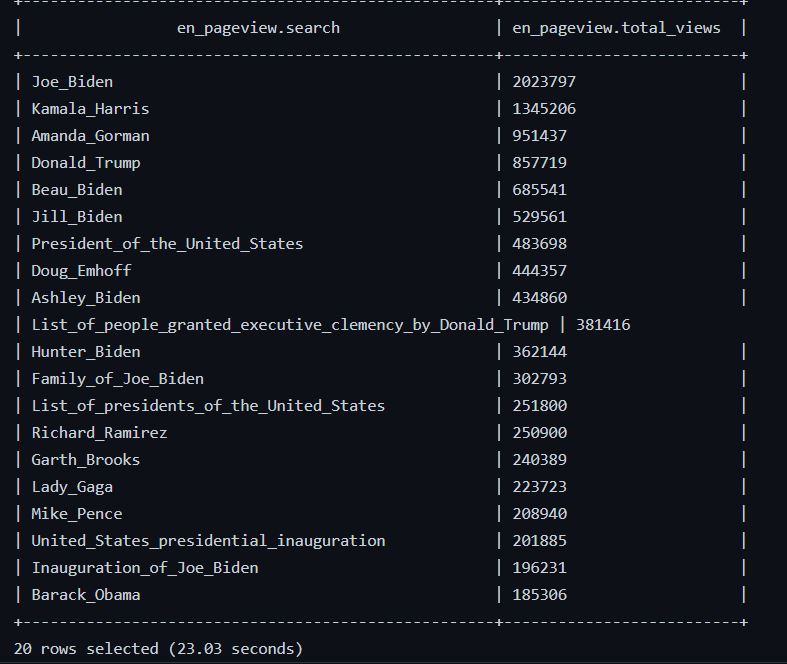 +----------------------------------------------------+---------------------------+
| en_pageview.search | en_pageview.total_views |
+----------------------------------------------------+---------------------------+
| Joe_Biden | 2023797 |
| Kamala_Harris | 1345206 |
| Amanda_Gorman | 951437 |
| Donald_Trump | 857719 |
| Beau_Biden | 685541 |
| Jill_Biden | 529561 |
| President_of_the_United_States | 483698 |
| Doug_Emhoff | 444357 |
| Ashley_Biden | 434860 |
| List_of_people_granted_executive_clemency_by_Donald_Trump | 381416
| Hunter_Biden | 362144 |
| Family_of_Joe_Biden | 302793 |
| List_of_presidents_of_the_United_States | 251800 |
| Richard_Ramirez | 250900 |
| Garth_Brooks | 240389 |
| Lady_Gaga | 223723 |
| Mike_Pence | 208940 |
| United_States_presidential_inauguration | 201885 |
| Inauguration_of_Joe_Biden | 196231 |
| Barack_Obama | 185306 |
+----------------------------------------------------+---------------------------+
20 rows selected (23.03 seconds)